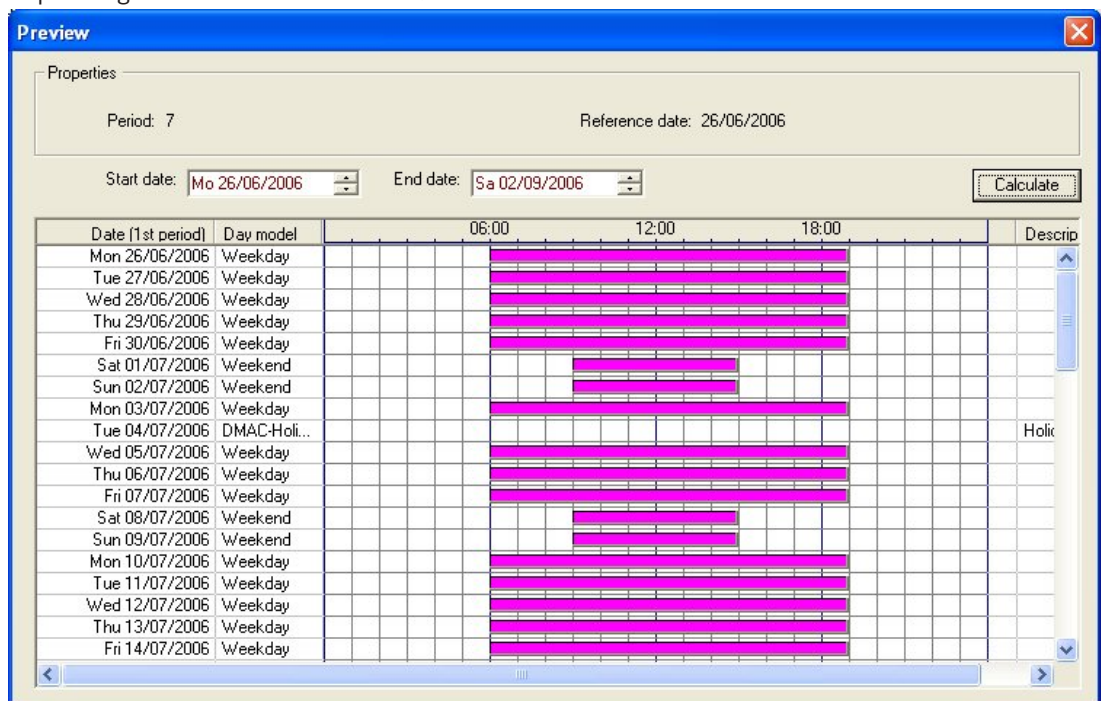 Preview
Properties
Period: 7 Reference date: 26/06/2006
Start date: Mo 26/06/2006 End date: Sa 02/09/2006 Calculate
Date (1st period) Day model 06:00 12:00 18:00 Descrip
Mon 26/06/2006 Weekday
Tue 27/06/2006 Weekday
Wed 28/06/2006 Weekday
Thu 29/06/2006 Weekday
Fri 30/06/2006 Weekday
Sat 01/07/2006 Weekend
Sun 02/07/2006 Weekend
Mon 03/07/2006 Weekday
Tue 04/07/2006 DMAC-Holi... Holic
Wed 05/07/2006 Weekday
Thu 06/07/2006 Weekday
Fri 07/07/2006 Weekday
Sat 08/07/2006 Weekend
Sun 09/07/2006 Weekend
Mon 10/07/2006 Weekday
Tue 11/07/2006 Weekday
Wed 12/07/2006 Weekday
Thu 13/07/2006 Weekday
Fri 14/07/2006 Weekday